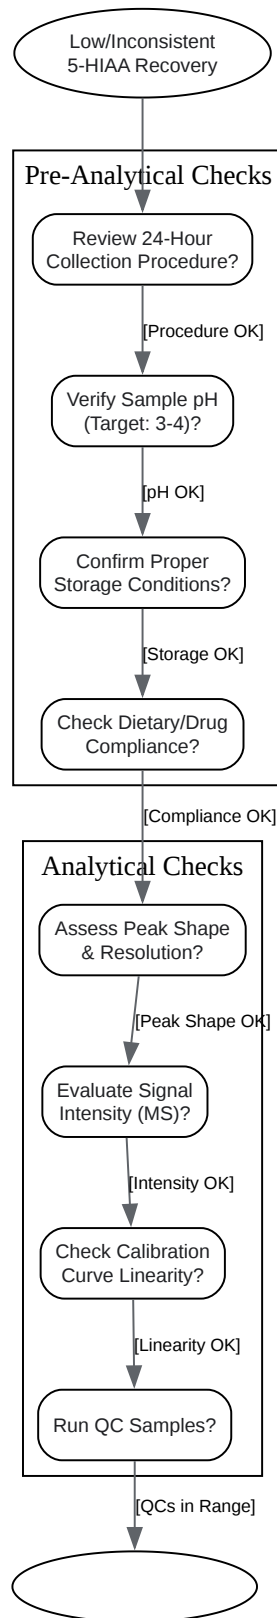 Low/Inconsistent
5-HIAA Recovery
Pre-Analytical Checks
Review 24-Hour
Collection Procedure?
[Procedure OK]
Verify Sample pH
(Target: 3-4)?
[pH OK]
Confirm Proper
Storage Conditions?
[Storage OK]
Check Dietary/Drug
Compliance?
[Compliance OK]
Analytical Checks
Assess Peak Shape
& Resolution?
[Peak Shape OK]
Evaluate Signal
Intensity (MS)?
[Intensity OK]
Check Calibration
Curve Linearity?
[Linearity OK]
Run QC Samples?
[QCs in Range]